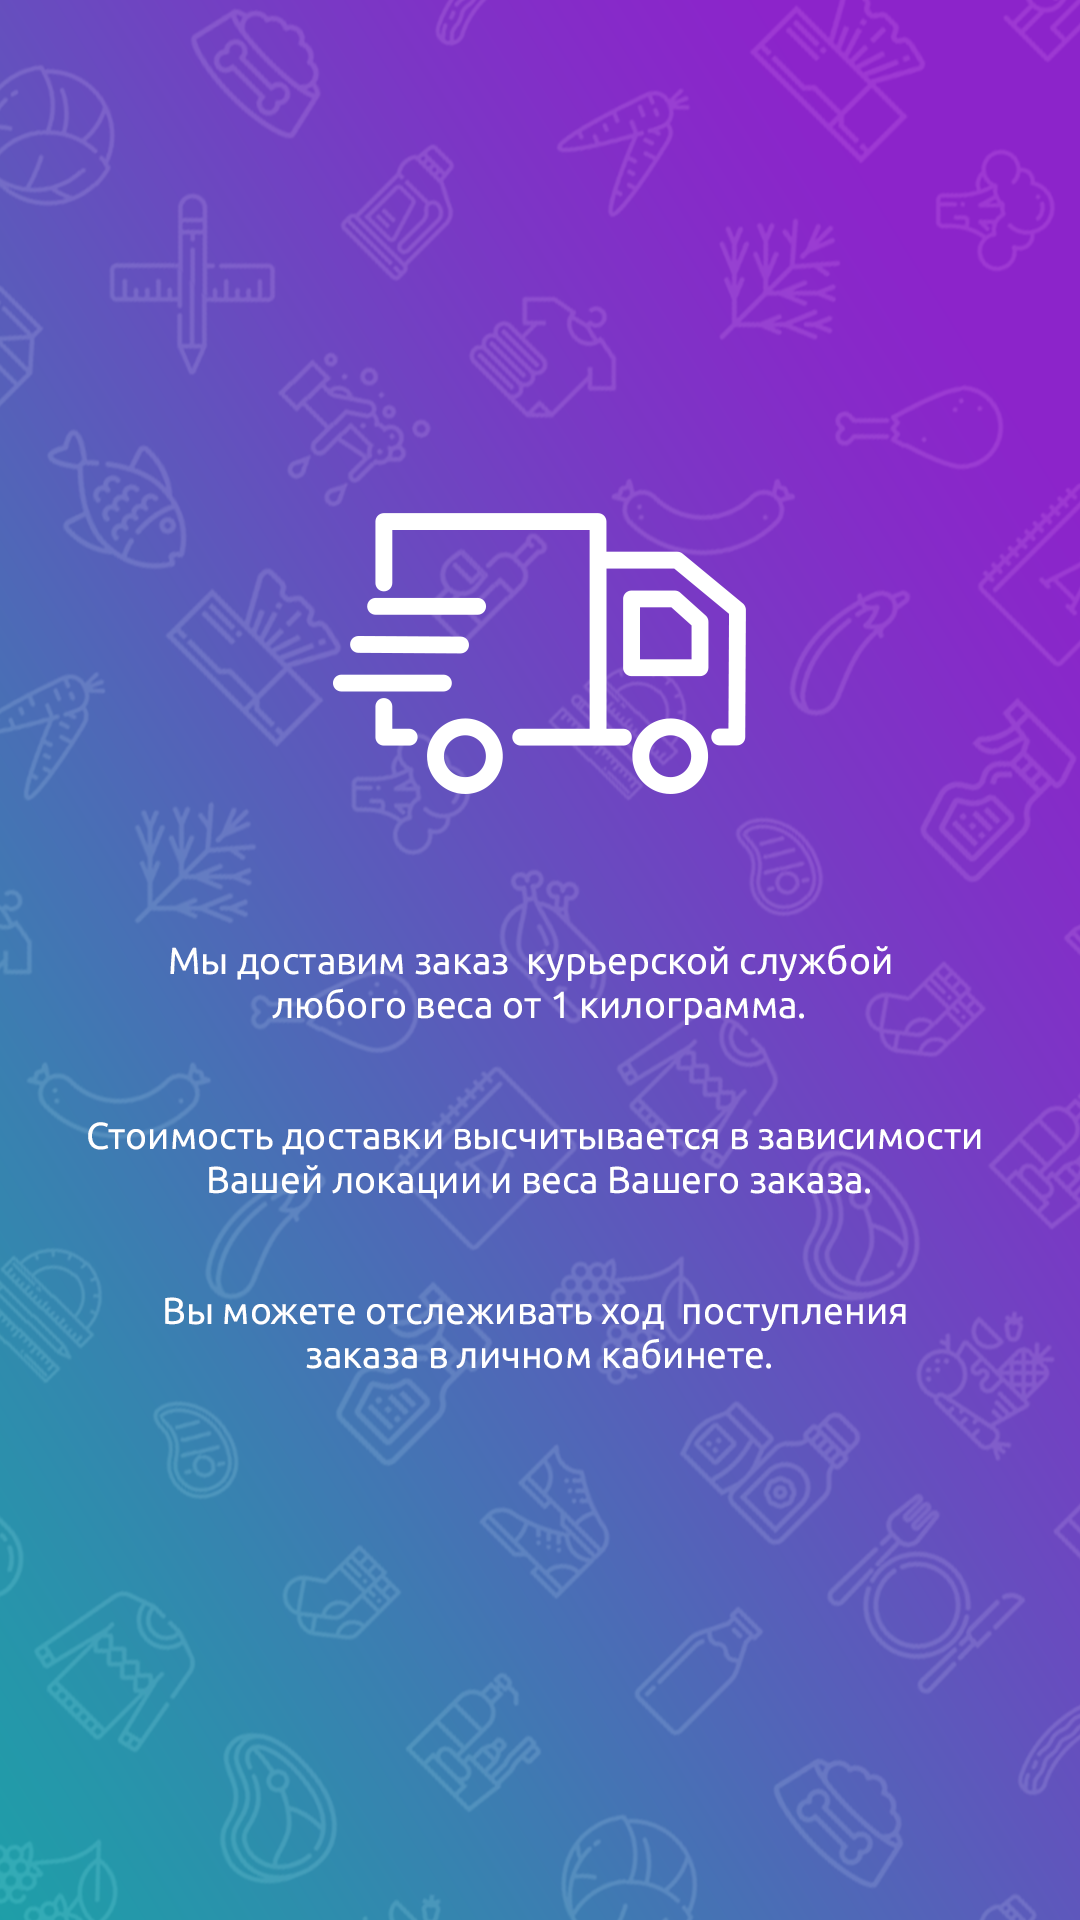 Мы доставим заказ  курьерской службой
любого веса от 1 килограмма.
Стоимость доставки высчитывается в зависимости
Вашей локации и веса Вашего заказа.
Вы можете отслеживать ход  поступления
заказа в личном кабинете.